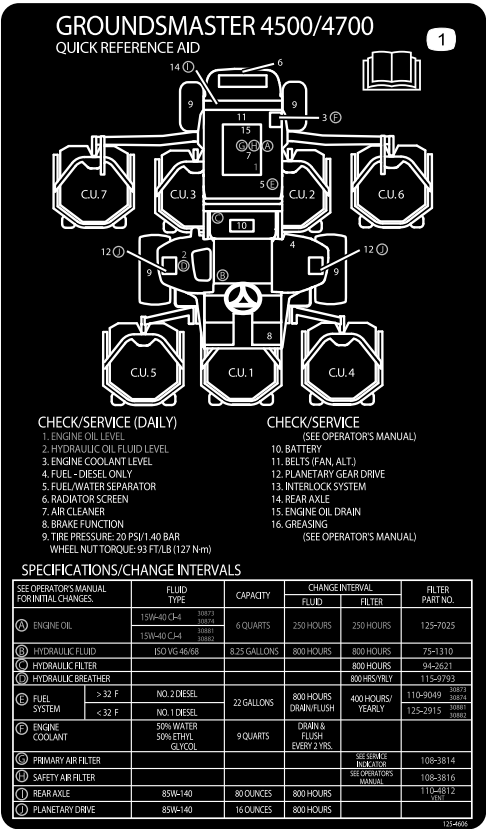 GROUNDSMASTER 4500/4700
QUICK REFERENCE AID
1
14 I
6
9
9
11
3 F
15
G H A
7
1
5 E
C.U. 7
C.U. 3
C.U. 2
C.U. 6
C
10
12 J
2
D
9
B
4
12 J
9
8
C.U. 5
C.U. 1
C.U. 4
CHECK/SERVICE (DAILY)
1. ENGINE OIL LEVEL
2. HYDRAULIC OIL FLUID LEVEL
3. ENGINE COOLANT LEVEL
4. FUEL - DIESEL ONLY
5. FUEL/WATER SEPARATOR
6. RADIATOR SCREEN
7. AIR CLEANER
8. BRAKE FUNCTION
9. TIRE PRESSURE: 20 PSI/1.40 BAR
WHEEL NUT TORQUE: 93 FT/LB (127 N·m)
CHECK/SERVICE
(SEE OPERATOR'S MANUAL)
10. BATTERY
11. BELTS (FAN, ALT.)
12. PLANETARY GEAR DRIVE
13. INTERLOCK SYSTEM
14. REAR AXLE
15. ENGINE OIL DRAIN
16. GREASING
(SEE OPERATOR'S MANUAL)
SPECIFICATIONS/CHANGE INTERVALS
SEE OPERATOR'S MANUAL
FOR INITIAL CHANGES.
FLUID
TYPE
CAPACITY
CHANGE INTERVAL
FLUID
FILTER
FILTER
PART NO.
A ENGINE OIL
15W-40 CI-4 30873
30874
15W-40 CJ-4 30881
30882
6 QUARTS
250 HOURS
250 HOURS
125-7025
B HYDRAULIC FLUID ISO VG 46/68 8.25 GALLONS 800 HOURS 800 HOURS 75-1310
C HYDRAULIC FILTER 800 HOURS 94-2621
D HYDRAULIC BREATHER 800 HRS/YRLY 115-9793
E FUEL
SYSTEM
> 32 F NO. 2 DIESEL
< 32 F NO. 1 DIESEL
22 GALLONS
800 HOURS
DRAIN/FLUSH
400 HOURS/
YEARLY
110-9049 30873
30874
125-2915 30881
30882
F ENGINE
COOLANT
50% WATER
50% ETHYL
GLYCOL
9 QUARTS
DRAIN &
FLUSH
EVERY 2 YRS.
G PRIMARY AIR FILTER
SEE SERVICE
INDICATOR
108-3814
H SAFETY AIR FILTER
SEE OPERATOR'S
MANUAL
108-3816
I REAR AXLE 85W-140 80 OUNCES 800 HOURS 110-4812
VENT
J PLANETARY DRIVE 85W-140 16 OUNCES 800 HOURS
125-4606